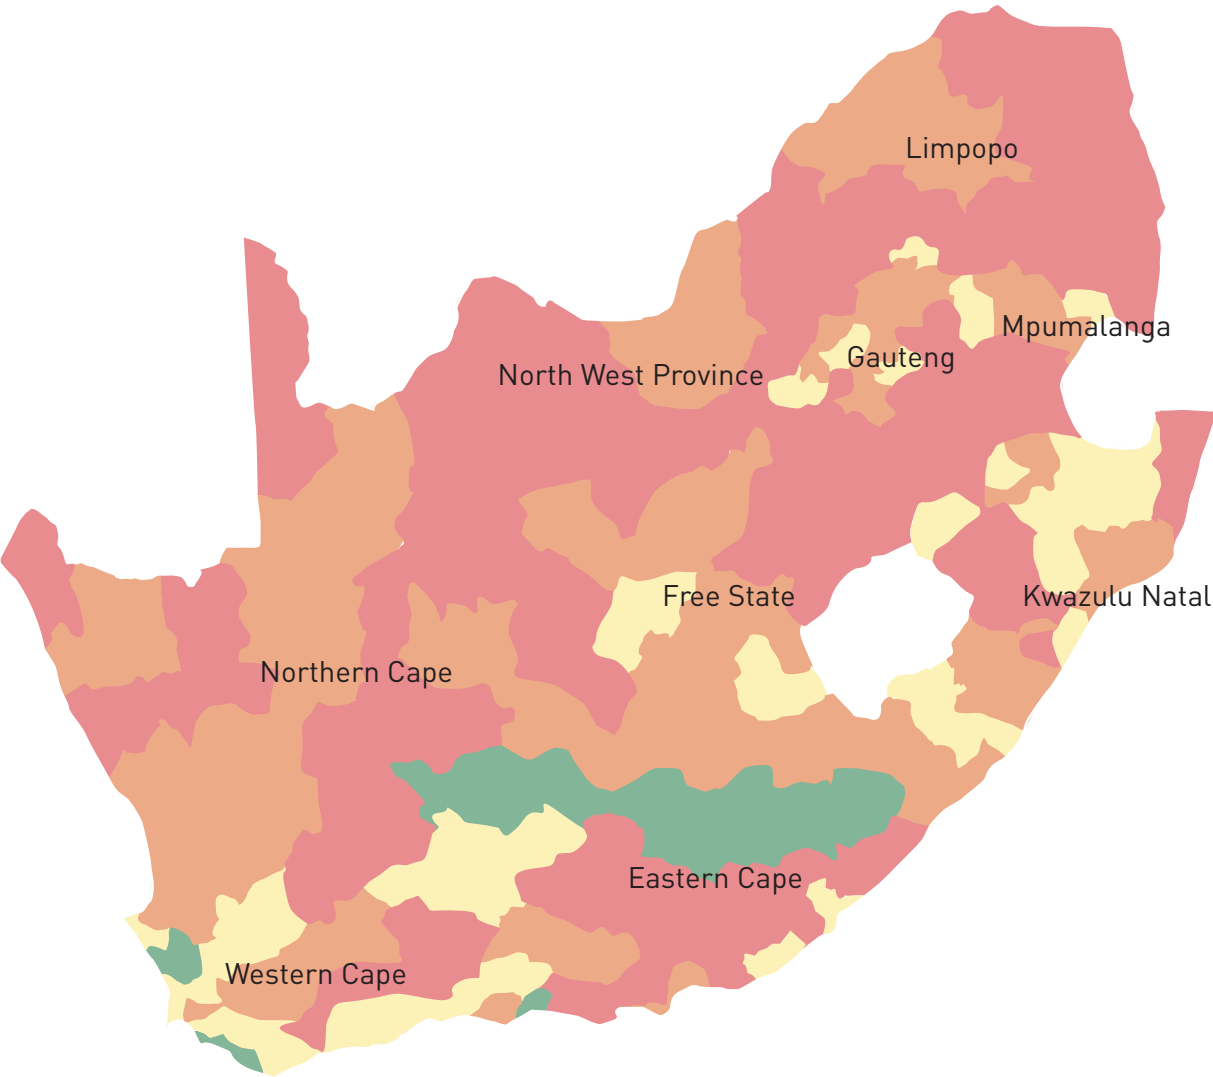 Limpopo
Mpumalanga
Gauteng
North West Province
Free State
Kwazulu Natal
Northern Cape
Eastern Cape
Western Cape